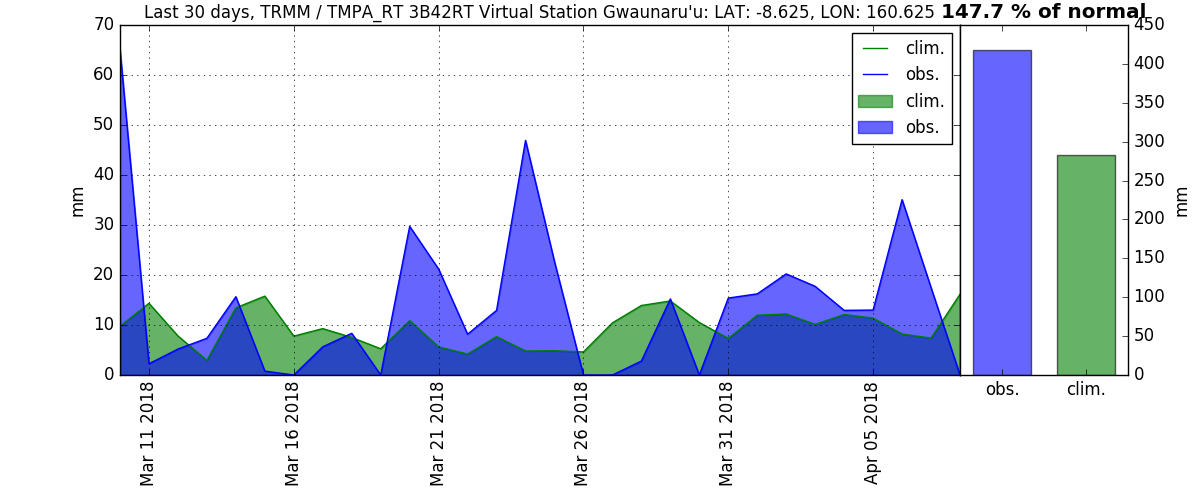 Last 30 days, TRMM / TMPA_RT 3B42RT Virtual Station Gwaunaru'u: LAT: -8.625, LON: 160.625 147.7 % of normal
70
60
50
40
30
20
10
0
mm
clim.
obs.
clim.
obs.
Mar 11 2018
Mar 16 2018
Mar 21 2018
Mar 26 2018
Mar 31 2018
Apr 05 2018
450
400
350
300
250
200
150
100
50
0
mm
obs.
clim.